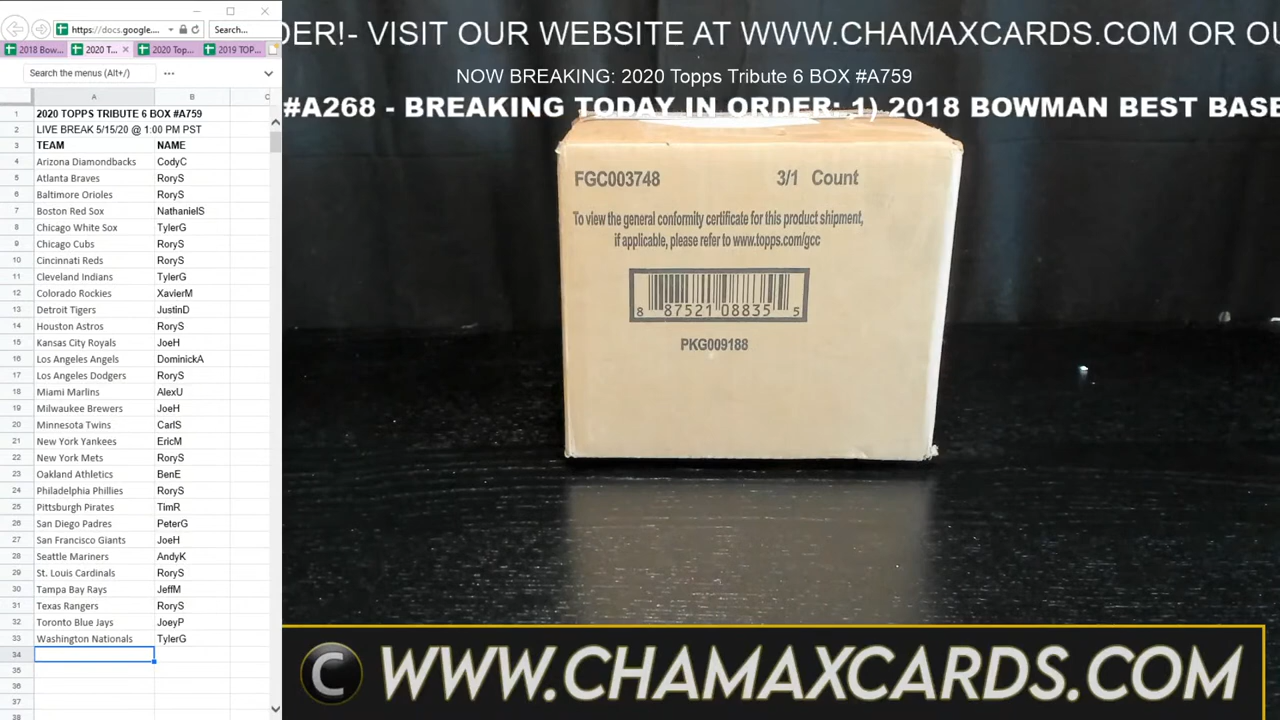 https://docs.google....
Search...
2018 Bow...
2020 T...
2020 Top...
2019 TOP...
Search the menus (Alt+/)
A B C
1 2020 TOPPS TRIBUTE 6 BOX #A759
2 LIVE BREAK 5/15/20 @ 1:00 PM PST
3 TEAM NAME
4 Arizona Diamondbacks CodyC
5 Atlanta Braves RoryS
6 Baltimore Orioles RoryS
7 Boston Red Sox NathanielS
8 Chicago White Sox TylerG
9 Chicago Cubs RoryS
10 Cincinnati Reds RoryS
11 Cleveland Indians TylerG
12 Colorado Rockies XavierM
13 Detroit Tigers JustinD
14 Houston Astros RoryS
15 Kansas City Royals JoeH
16 Los Angeles Angels DominickA
17 Los Angeles Dodgers RoryS
18 Miami Marlins AlexU
19 Milwaukee Brewers JoeH
20 Minnesota Twins CarlS
21 New York Yankees EricM
22 New York Mets RoryS
23 Oakland Athletics BenE
24 Philadelphia Phillies RoryS
25 Pittsburgh Pirates TimR
26 San Diego Padres PeterG
27 San Francisco Giants JoeH
28 Seattle Mariners AndyK
29 St. Louis Cardinals RoryS
30 Tampa Bay Rays JeffM
31 Texas Rangers RoryS
32 Toronto Blue Jays JoeyP
33 Washington Nationals TylerG
34
35
36
37
38
DER!- VISIT OUR WEBSITE AT WWW.CHAMAXCARDS.COM OR OU
NOW BREAKING: 2020 Topps Tribute 6 BOX #A759
#A268 - BREAKING TODAY IN ORDER: 1) 2018 BOWMAN BEST BASE
FGC003748 3/1 Count
To view the general conformity certificate for this product shipment,
if applicable, please refer to www.topps.com/gcc
8 87521 08835 5
PKG009188
C WWW.CHAMAXCARDS.COM